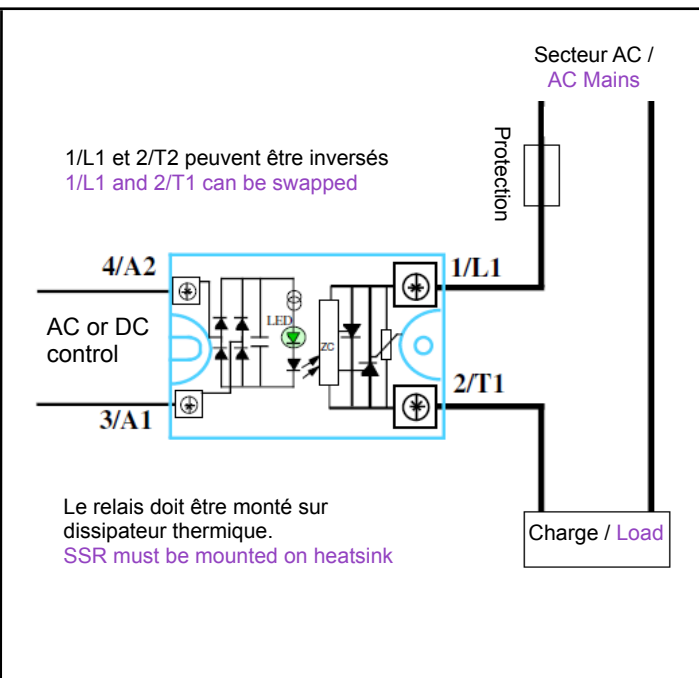 Secteur AC /
AC Mains
Protection
1/L1 et 2/T2 peuvent être inversés
1/L1 and 2/T1 can be swapped
4/A2
1/L1
LED
AC or DC
control
ZC
2/T1
3/A1
Le relais doit être monté sur
dissipateur thermique.
SSR must be mounted on heatsink
Charge / Load